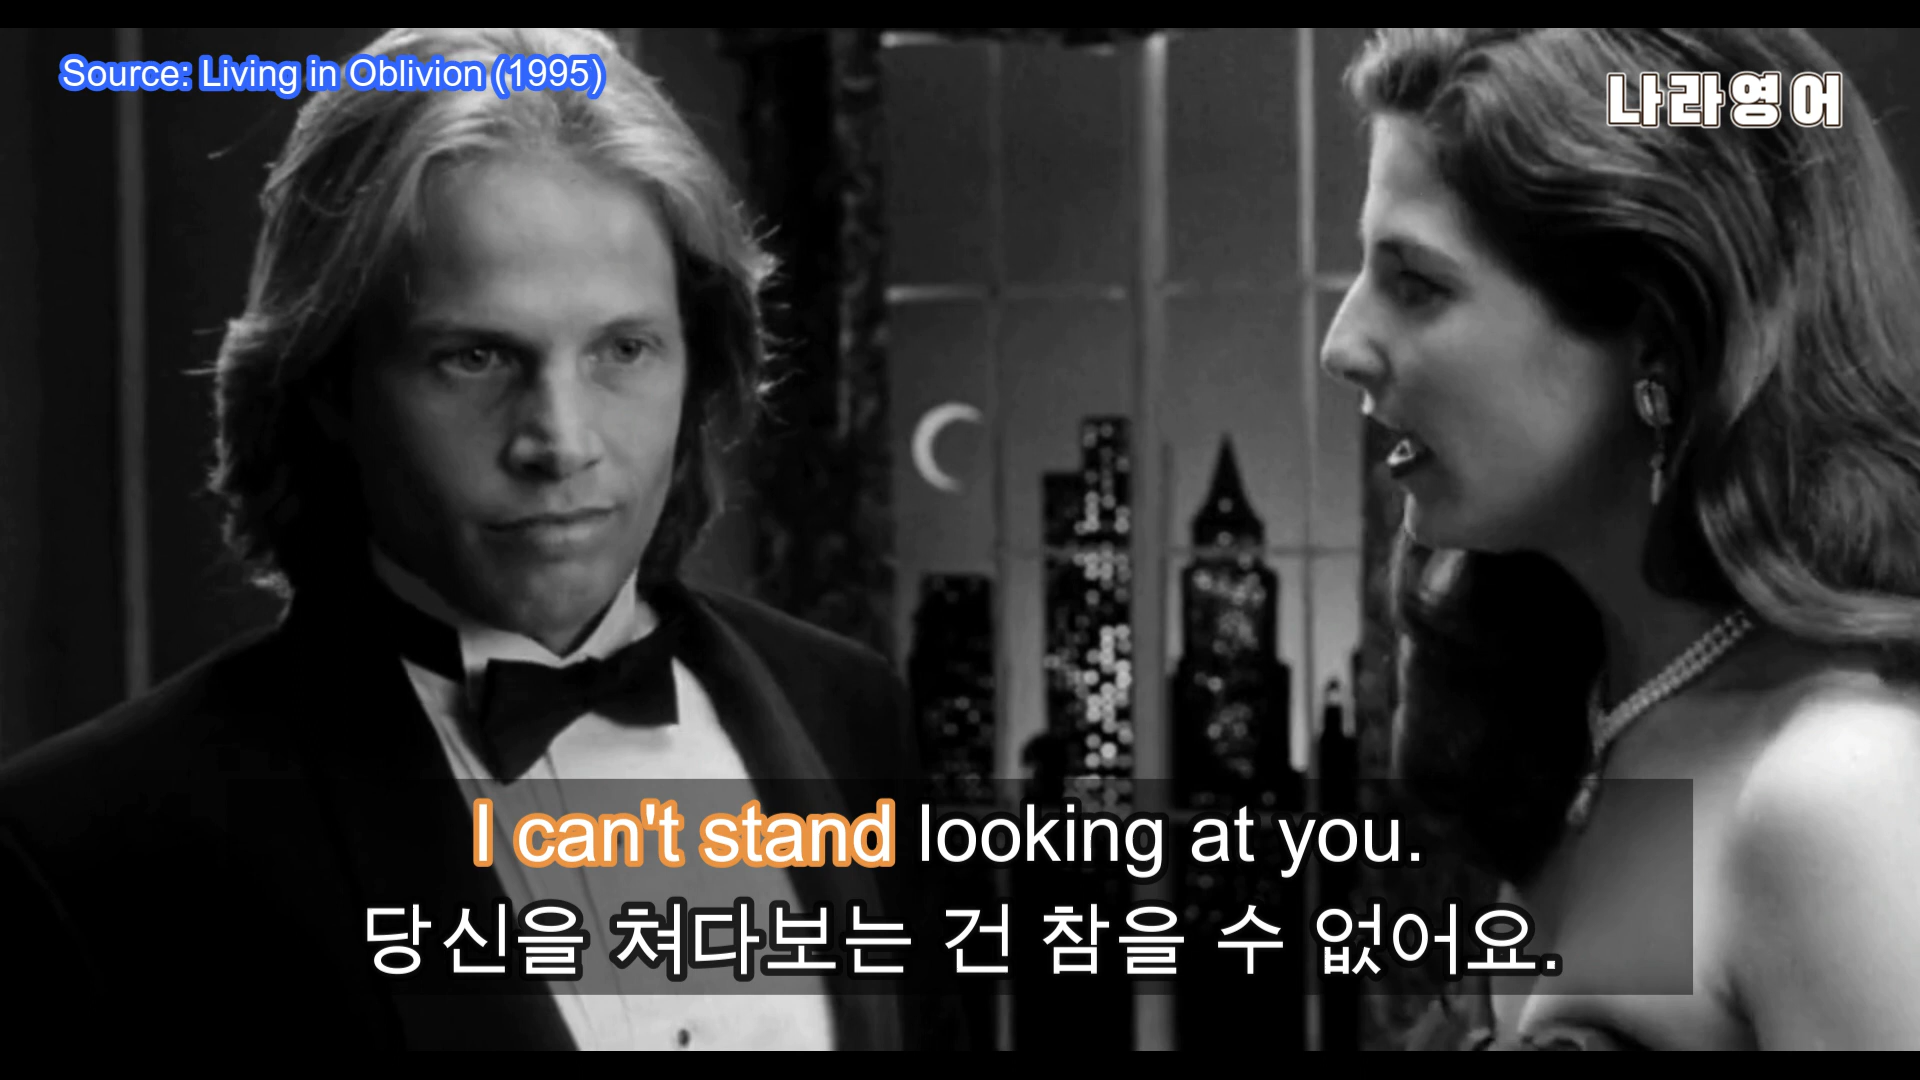 Source: Living in Oblivion (1995)
나라영어
I can't stand looking at you.
당신을 쳐다보는 건 참을 수 없어요.